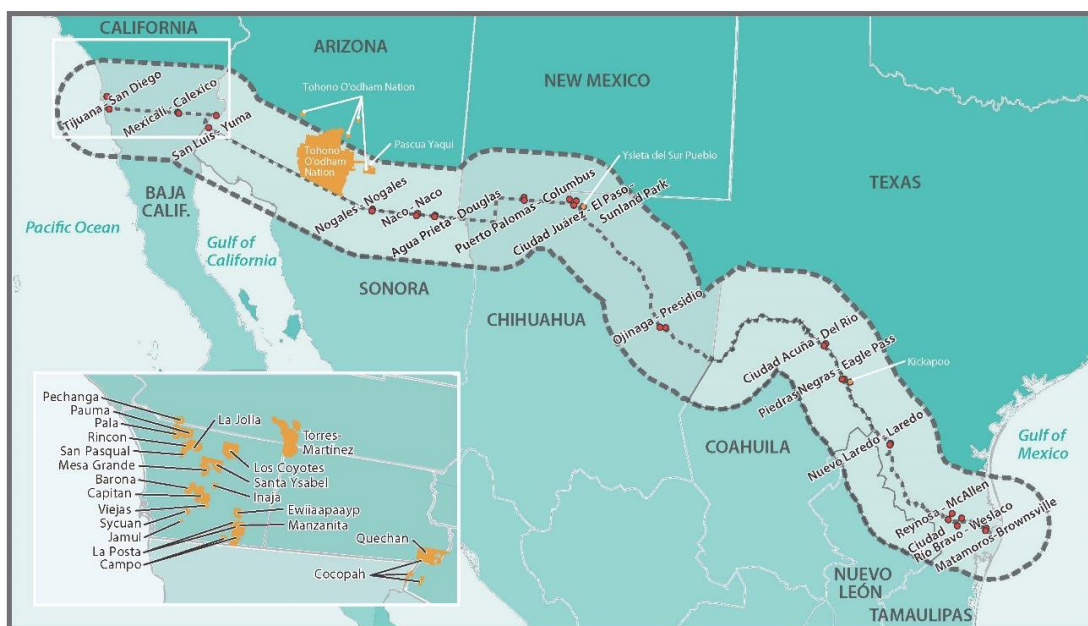 CALIFORNIA
ARIZONA
NEW MEXICO
TEXAS
Tohono O'odham Nation
Pascua Yaqui
Tohono
O'odham
Nation
Ysleta del Sur Pueblo
Tijuana - San Diego
Mexicali - Calexico
San Luis - Yuma
Nogales - Nogales
Naco - Naco
Agua Prieta - Douglas
Puerto Palomas - Columbus
Ciudad Juárez - El Paso -
Sunland Park
Ojinaga - Presidio
Ciudad Acuña - Del Rio
Piedras Negras - Eagle Pass
Kickapoo
Nuevo Laredo - Laredo
Reynosa - McAllen
Ciudad
Río Bravo - Weslaco
Matamoros-Brownsville
BAJA
CALIF.
Pacific Ocean
Gulf of
California
SONORA
CHIHUAHUA
COAHUILA
NUEVO
LEÓN
TAMAULIPAS
Gulf of
Mexico
Pechanga
Pauma
Pala
Rincon
San Pasqual
Mesa Grande
Barona
Capitan
Viejas
Sycuan
Jamul
La Posta
Campo
La Jolla
Torres-
Martínez
Los Coyotes
Santa Ysabel
Inaja
Ewiiaapaayp
Manzanita
Quechan
Cocopah